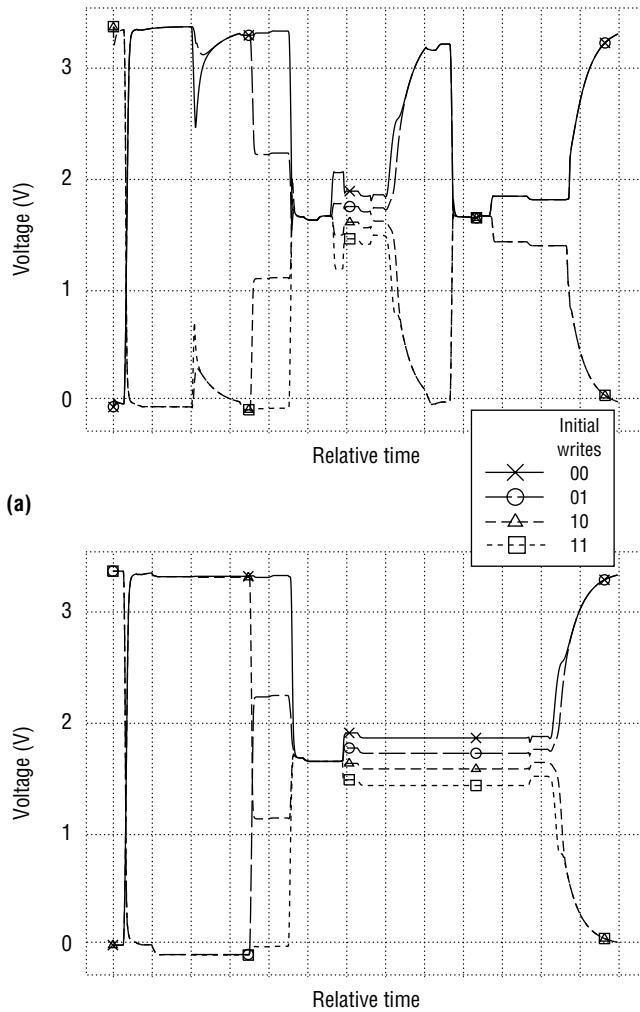 3
2
1
0
Voltage (V)
Relative time
(a)
Initial
writes
00
01
10
11
3
2
1
0
Voltage (V)
Relative time